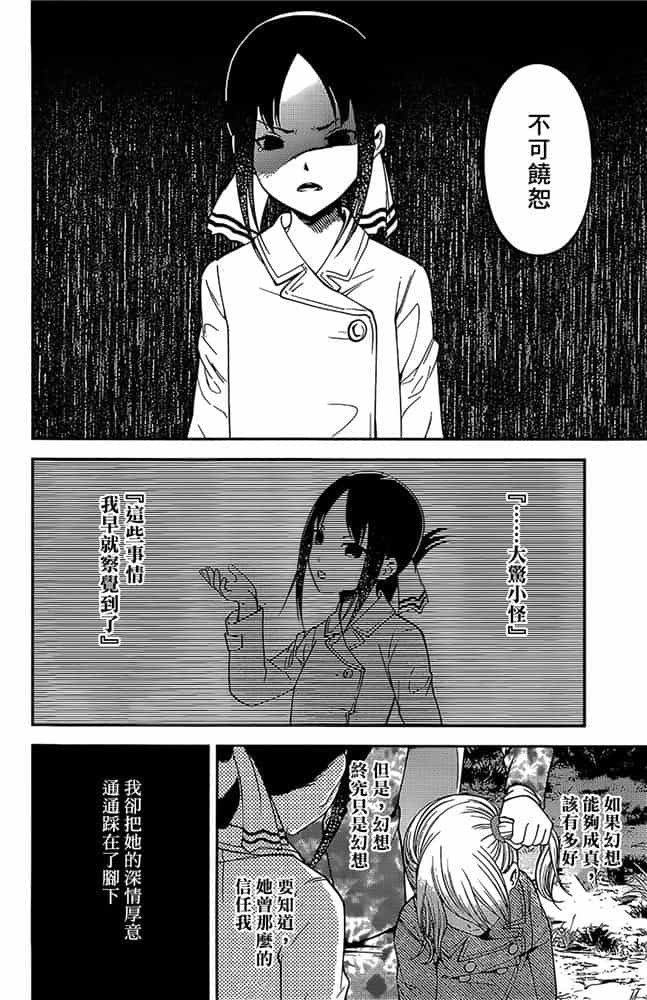 不可饒恕
『……大驚小怪』
『這些事情
我早就察覺到了』
如果幻想
能夠成真，
該有多好
但是，幻想
終究只是幻想
要知道，
她曾那麼的
信任我
我卻把她的深情厚意
通通踩在了腳下
77